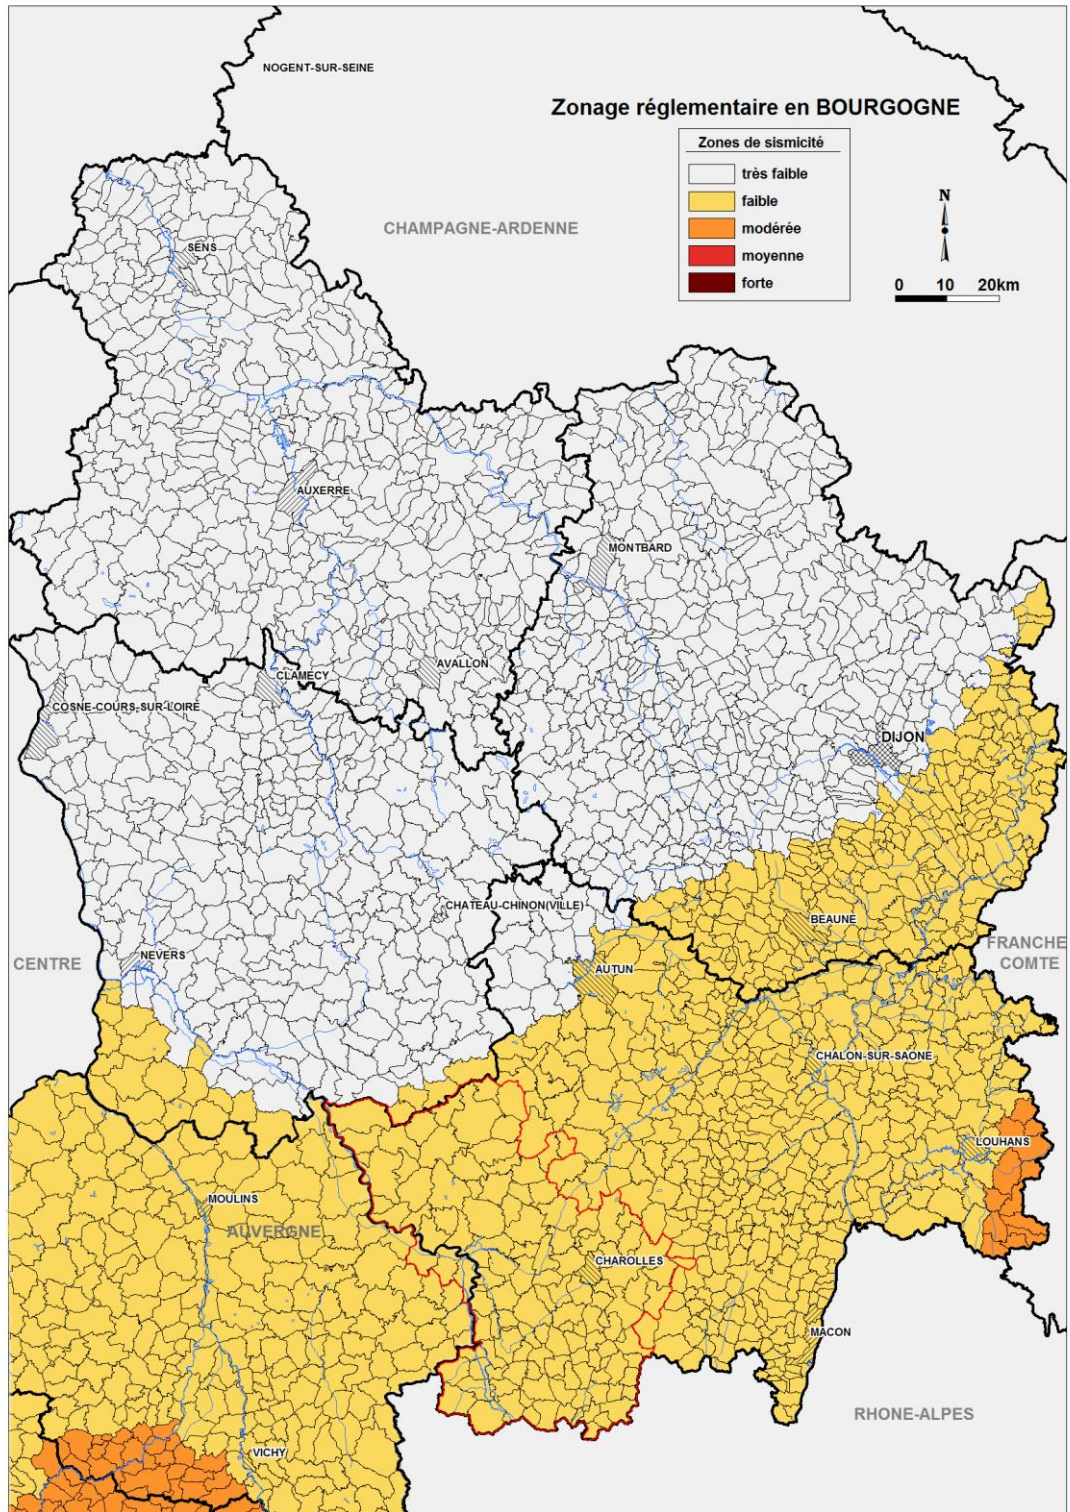 NOGENT-SUR-SEINE
Zonage réglementaire en BOURGOGNE
Zones de sismicité
très faible
faible
modérée
moyenne
forte
N
0 10 20km
CHAMPAGNE-ARDENNE
SENS
AUXERRE
MONTBARD
AVALLON
CLAMECY
COSNE-COURS-SUR-LOIRE
DIJON
CHATEAU-CHINON(VILLE)
BEAUNE
FRANCHE
COMTE
CENTRE
NEVERS
AUTUN
CHALON-SUR-SAONE
LOUHANS
MOULINS
AUVERGNE
CHAROLLES
MACON
RHONE-ALPES
VICHY